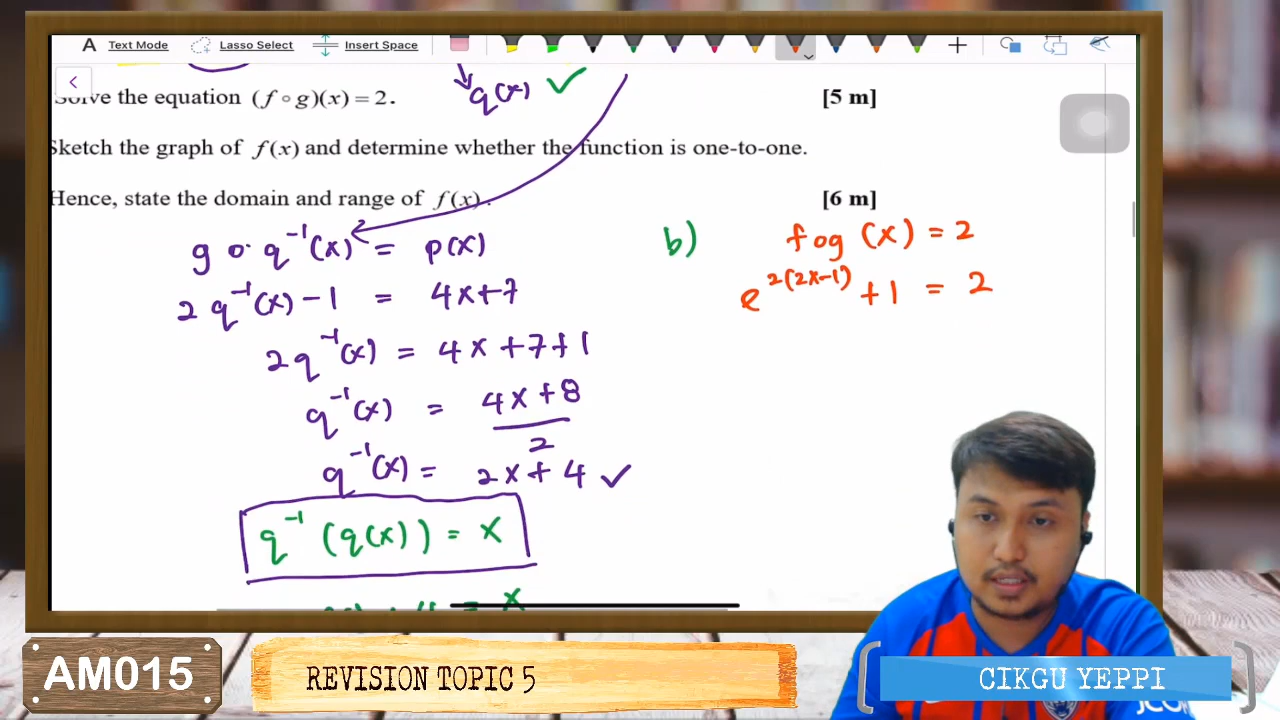 A Text Mode Lasso Select Insert Space
q(x) ✓
Solve the equation (f ∘ g)(x) = 2. [5 m]
Sketch the graph of f(x) and determine whether the function is one-to-one.
Hence, state the domain and range of f(x). [6 m]
g o q⁻¹(x) = p(x)
2 q⁻¹(x) - 1 = 4x+7
2q⁻¹(x) = 4x+7+1
q⁻¹(x) = 4x+8 / 2
q⁻¹(x) = 2x+4 ✓
q⁻¹(q(x)) = x
b) fog (x) = 2
e^2(2x-1) + 1 = 2
AM015
REVISION TOPIC 5
CIKGU YEPPI